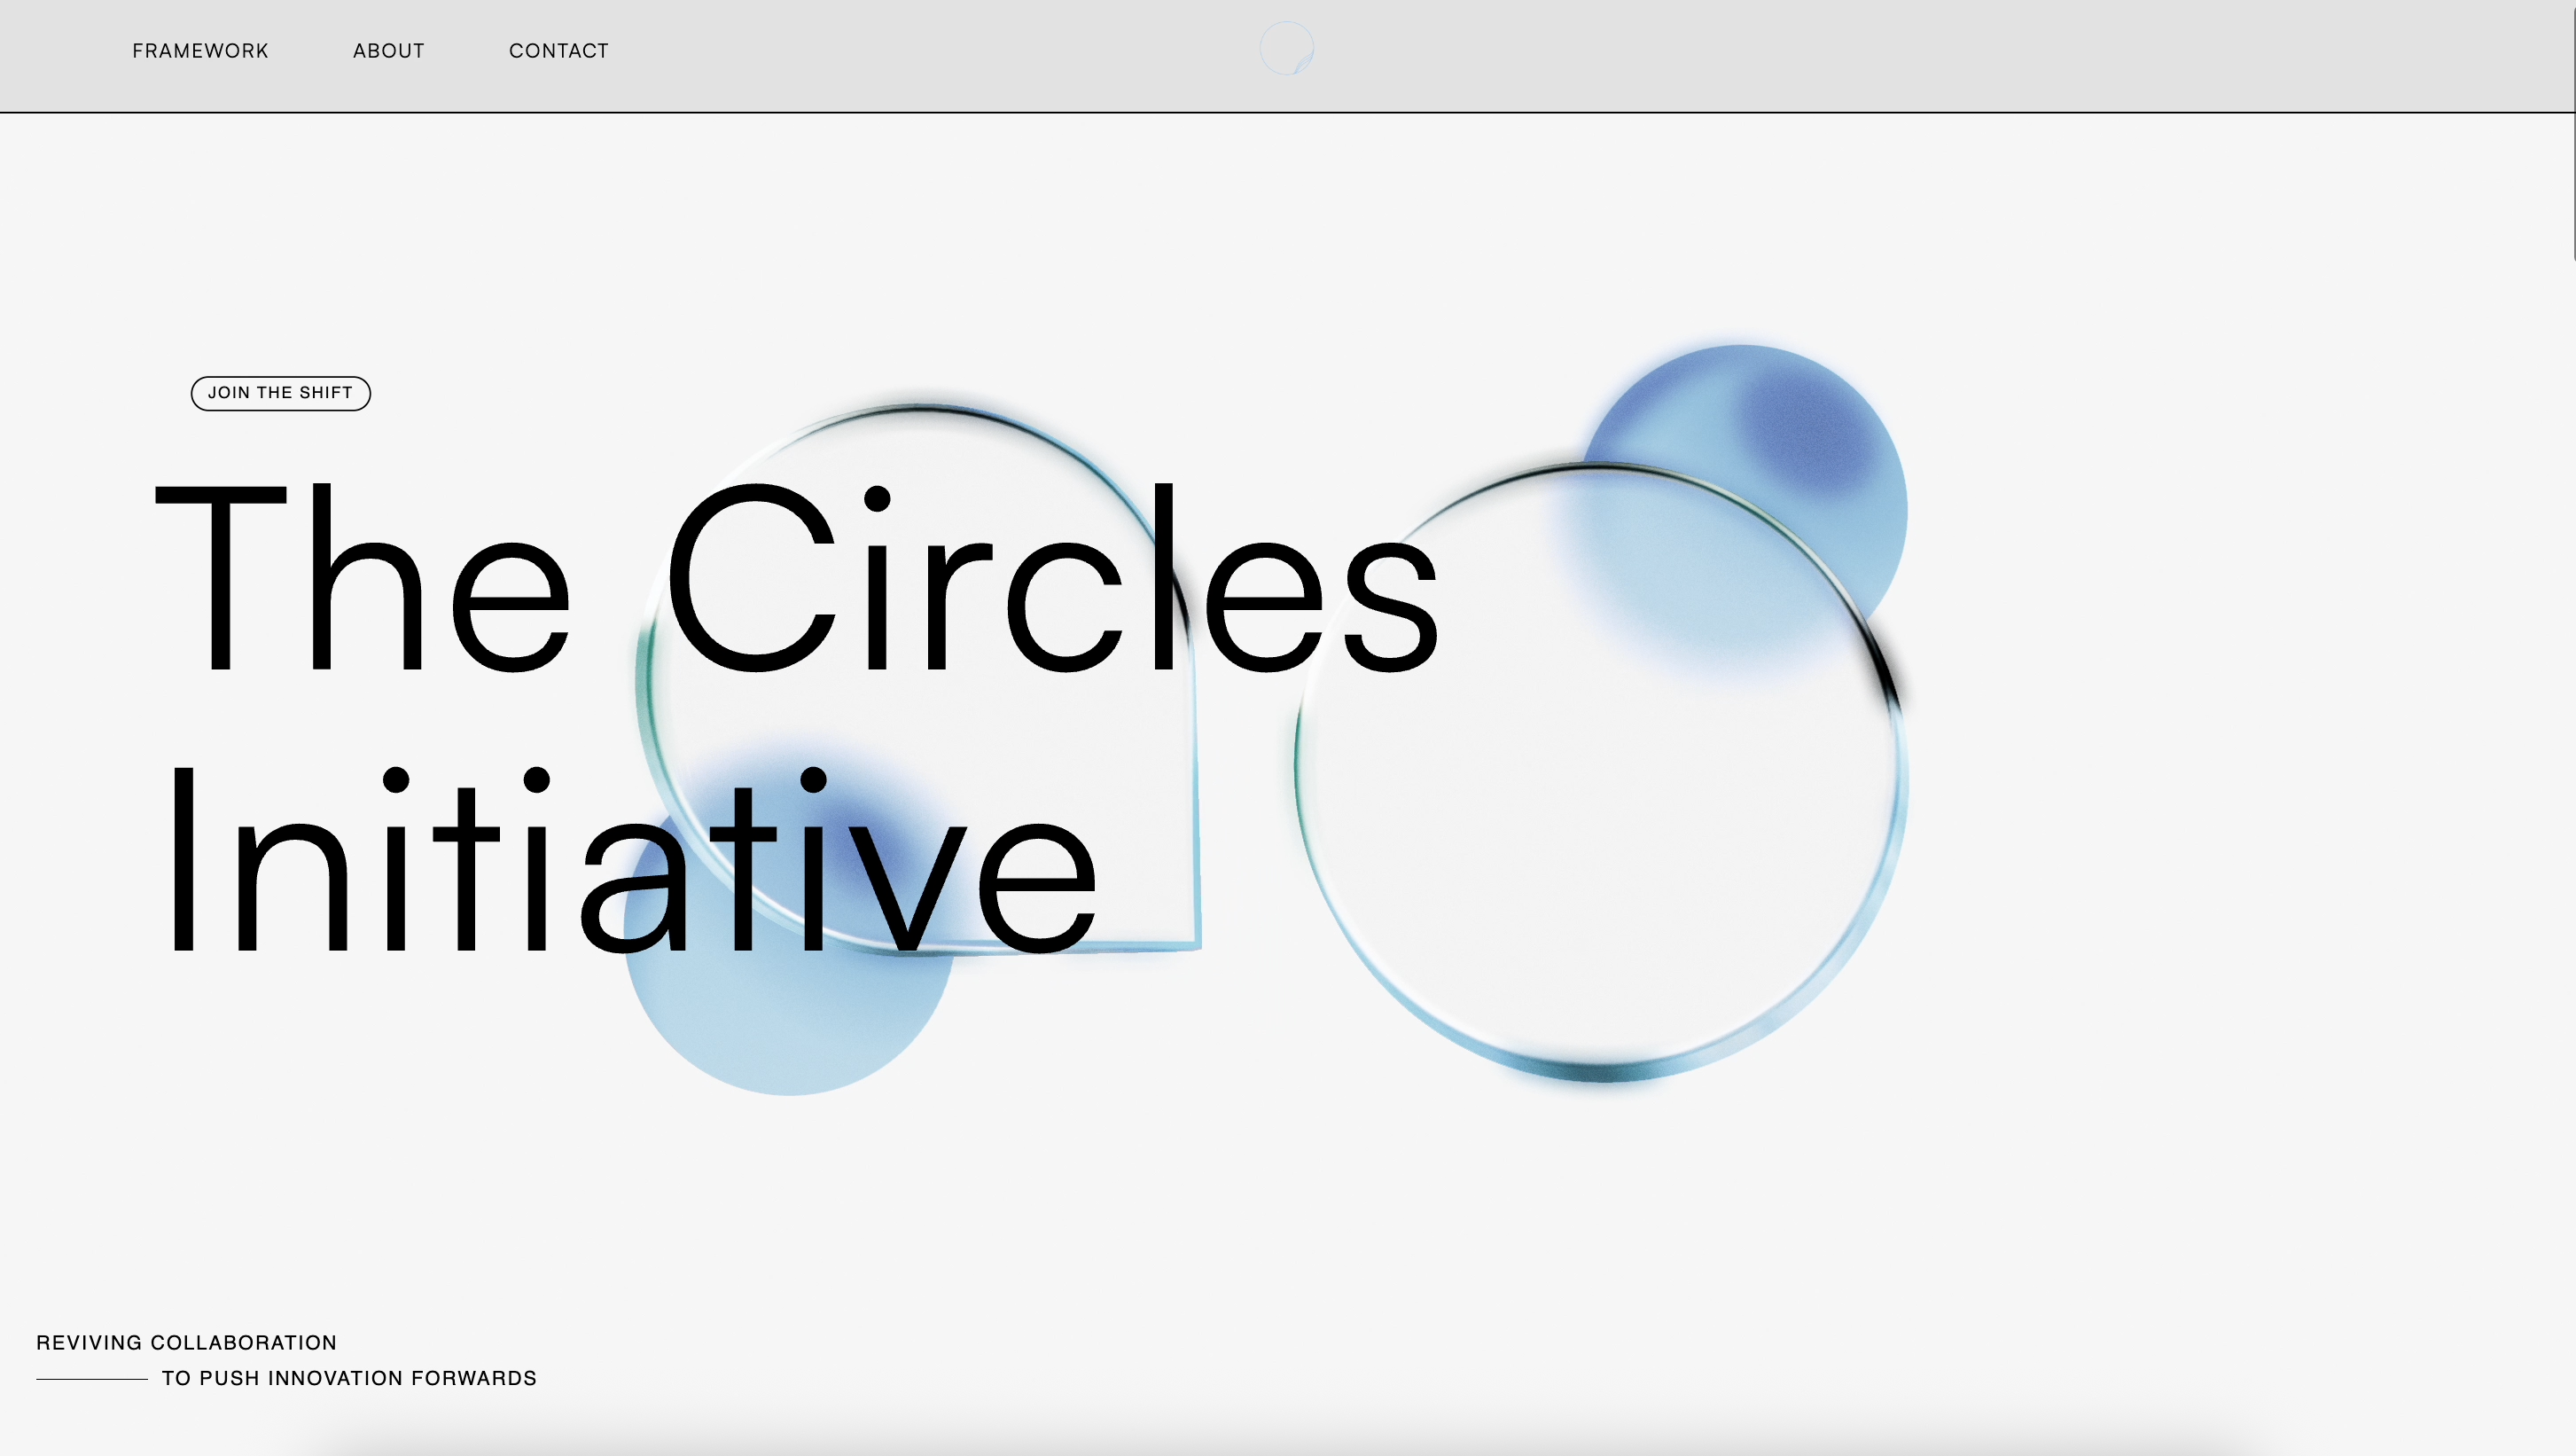 FRAMEWORK ABOUT CONTACT
JOIN THE SHIFT
The Circles
Initiative
REVIVING COLLABORATION
TO PUSH INNOVATION FORWARDS